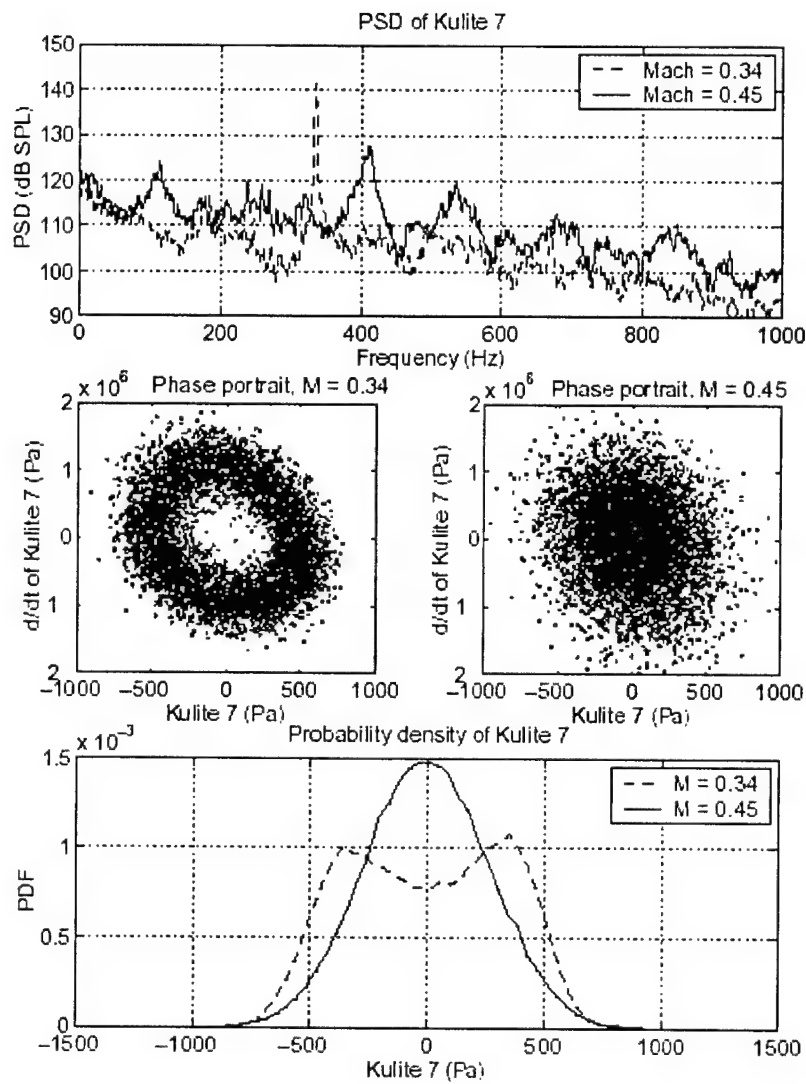 PSD of Kulite 7
150
140
130
120
110
100
90
PSD (dB SPL)
Mach = 0.34
Mach = 0.45
0 200 400 600 800 1000
Frequency (Hz)
x 10^6 Phase portrait, M = 0.34
2
1
0
1
2
d/dt of Kulite 7 (Pa)
−1000 −500 0 500 1000
Kulite 7 (Pa)
x 10^6 Phase portrait, M = 0.45
2
1
0
1
2
d/dt of Kulite 7 (Pa)
−1000 −500 0 500 1000
Kulite 7 (Pa)
x 10^−3 Probability density of Kulite 7
1.5
1
0.5
0
PDF
M = 0.34
M = 0.45
−1500 −1000 −500 0 500 1000 1500
Kulite 7 (Pa)